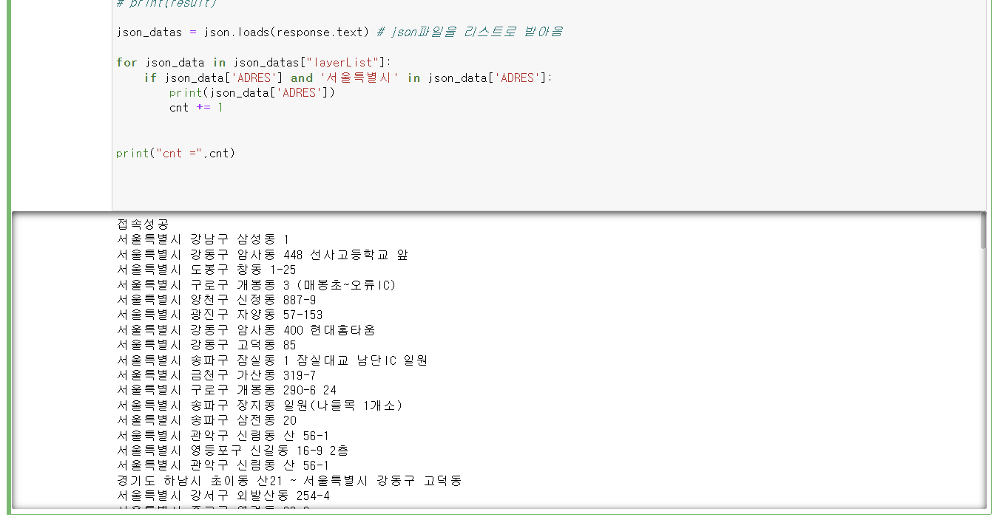 # print(result)
json_datas = json.loads(response.text) # json파일을 리스트로 받아옴
for json_data in json_datas["layerList"]:
    if json_data['ADRES'] and '서울특별시' in json_data['ADRES']:
        print(json_data['ADRES'])
        cnt += 1
print("cnt =",cnt)
접속성공
서울특별시 강남구 삼성동 1
서울특별시 강동구 암사동 448 선사고등학교 앞
서울특별시 도봉구 창동 1-25
서울특별시 구로구 개봉동 3 (매봉초~오류IC)
서울특별시 양천구 신정동 887-9
서울특별시 광진구 자양동 57-153
서울특별시 강동구 암사동 400 현대홈타움
서울특별시 강동구 고덕동 85
서울특별시 송파구 잠실동 1 잠실대교 남단IC 일원
서울특별시 금천구 가산동 319-7
서울특별시 구로구 개봉동 290-6 24
서울특별시 송파구 장지동 일원(나들목 1개소)
서울특별시 송파구 삼전동 20
서울특별시 관악구 신림동 산 56-1
서울특별시 영등포구 신길동 16-9 2층
서울특별시 관악구 신림동 산 56-1
경기도 하남시 초이동 산21 ~ 서울특별시 강동구 고덕동
서울특별시 강서구 외발산동 254-4